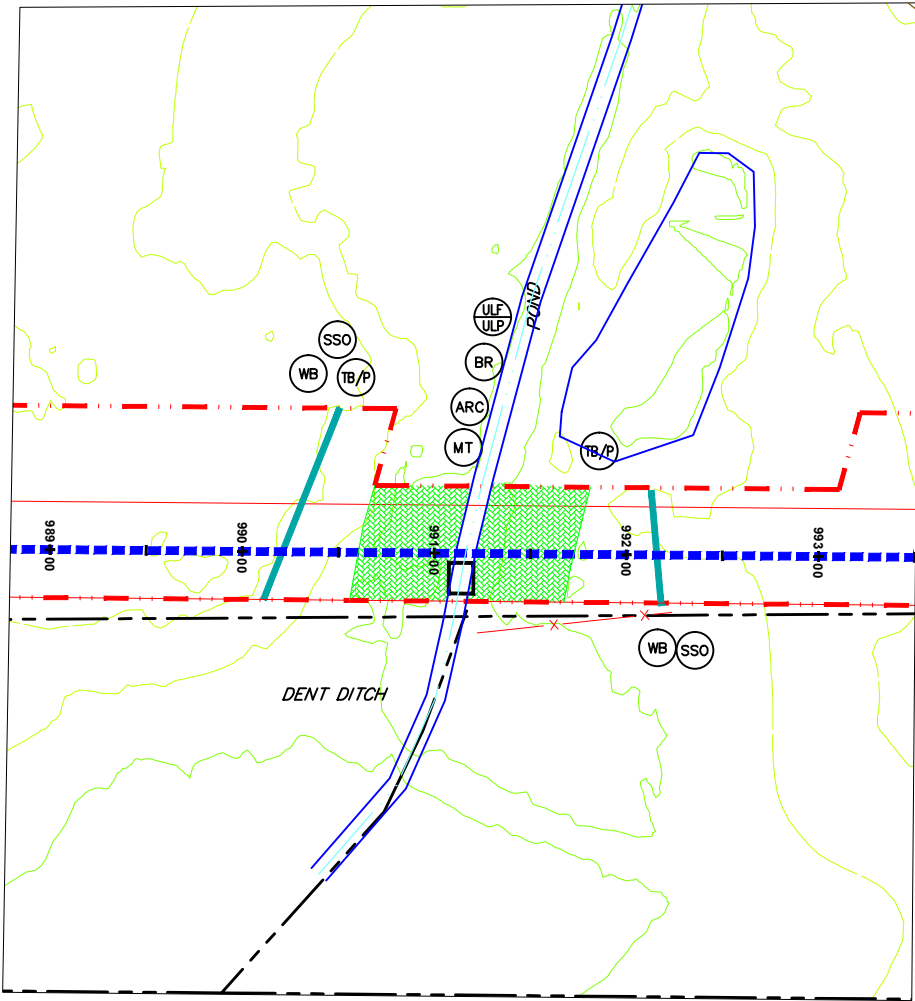 POND
ULF
ULP
SSO
BR
WB
TB/P
ARC
MT
TB/P
989+00
990+00
991+00
992+00
993+00
WB
SSO
DENT DITCH